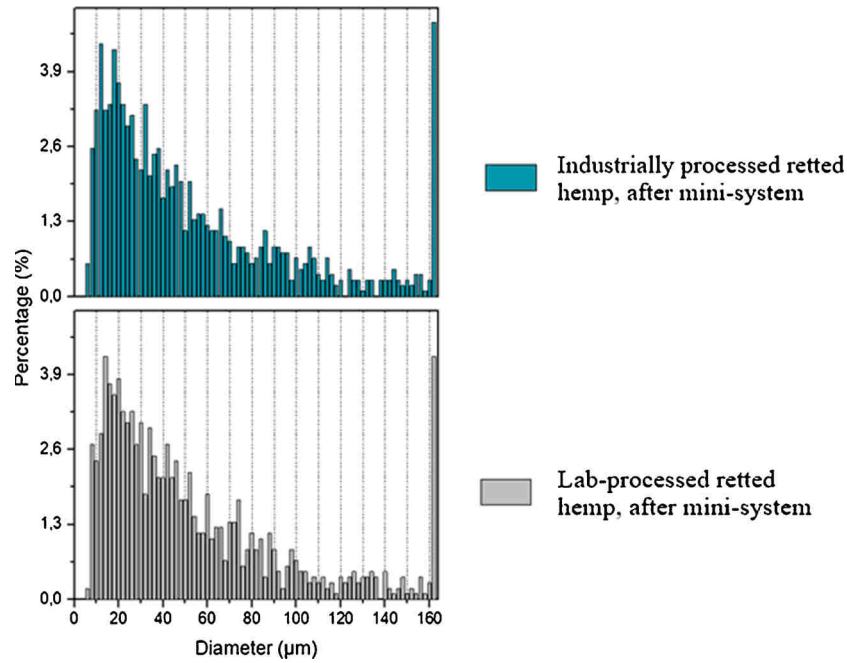 3,9
2,6
1,3
0,0
Industrially processed retted
hemp, after mini-system
Percentage (%)
3,9
2,6
1,3
0,0
Lab-processed retted
hemp, after mini-system
0 20 40 60 80 100 120 140 160
Diameter (μm)